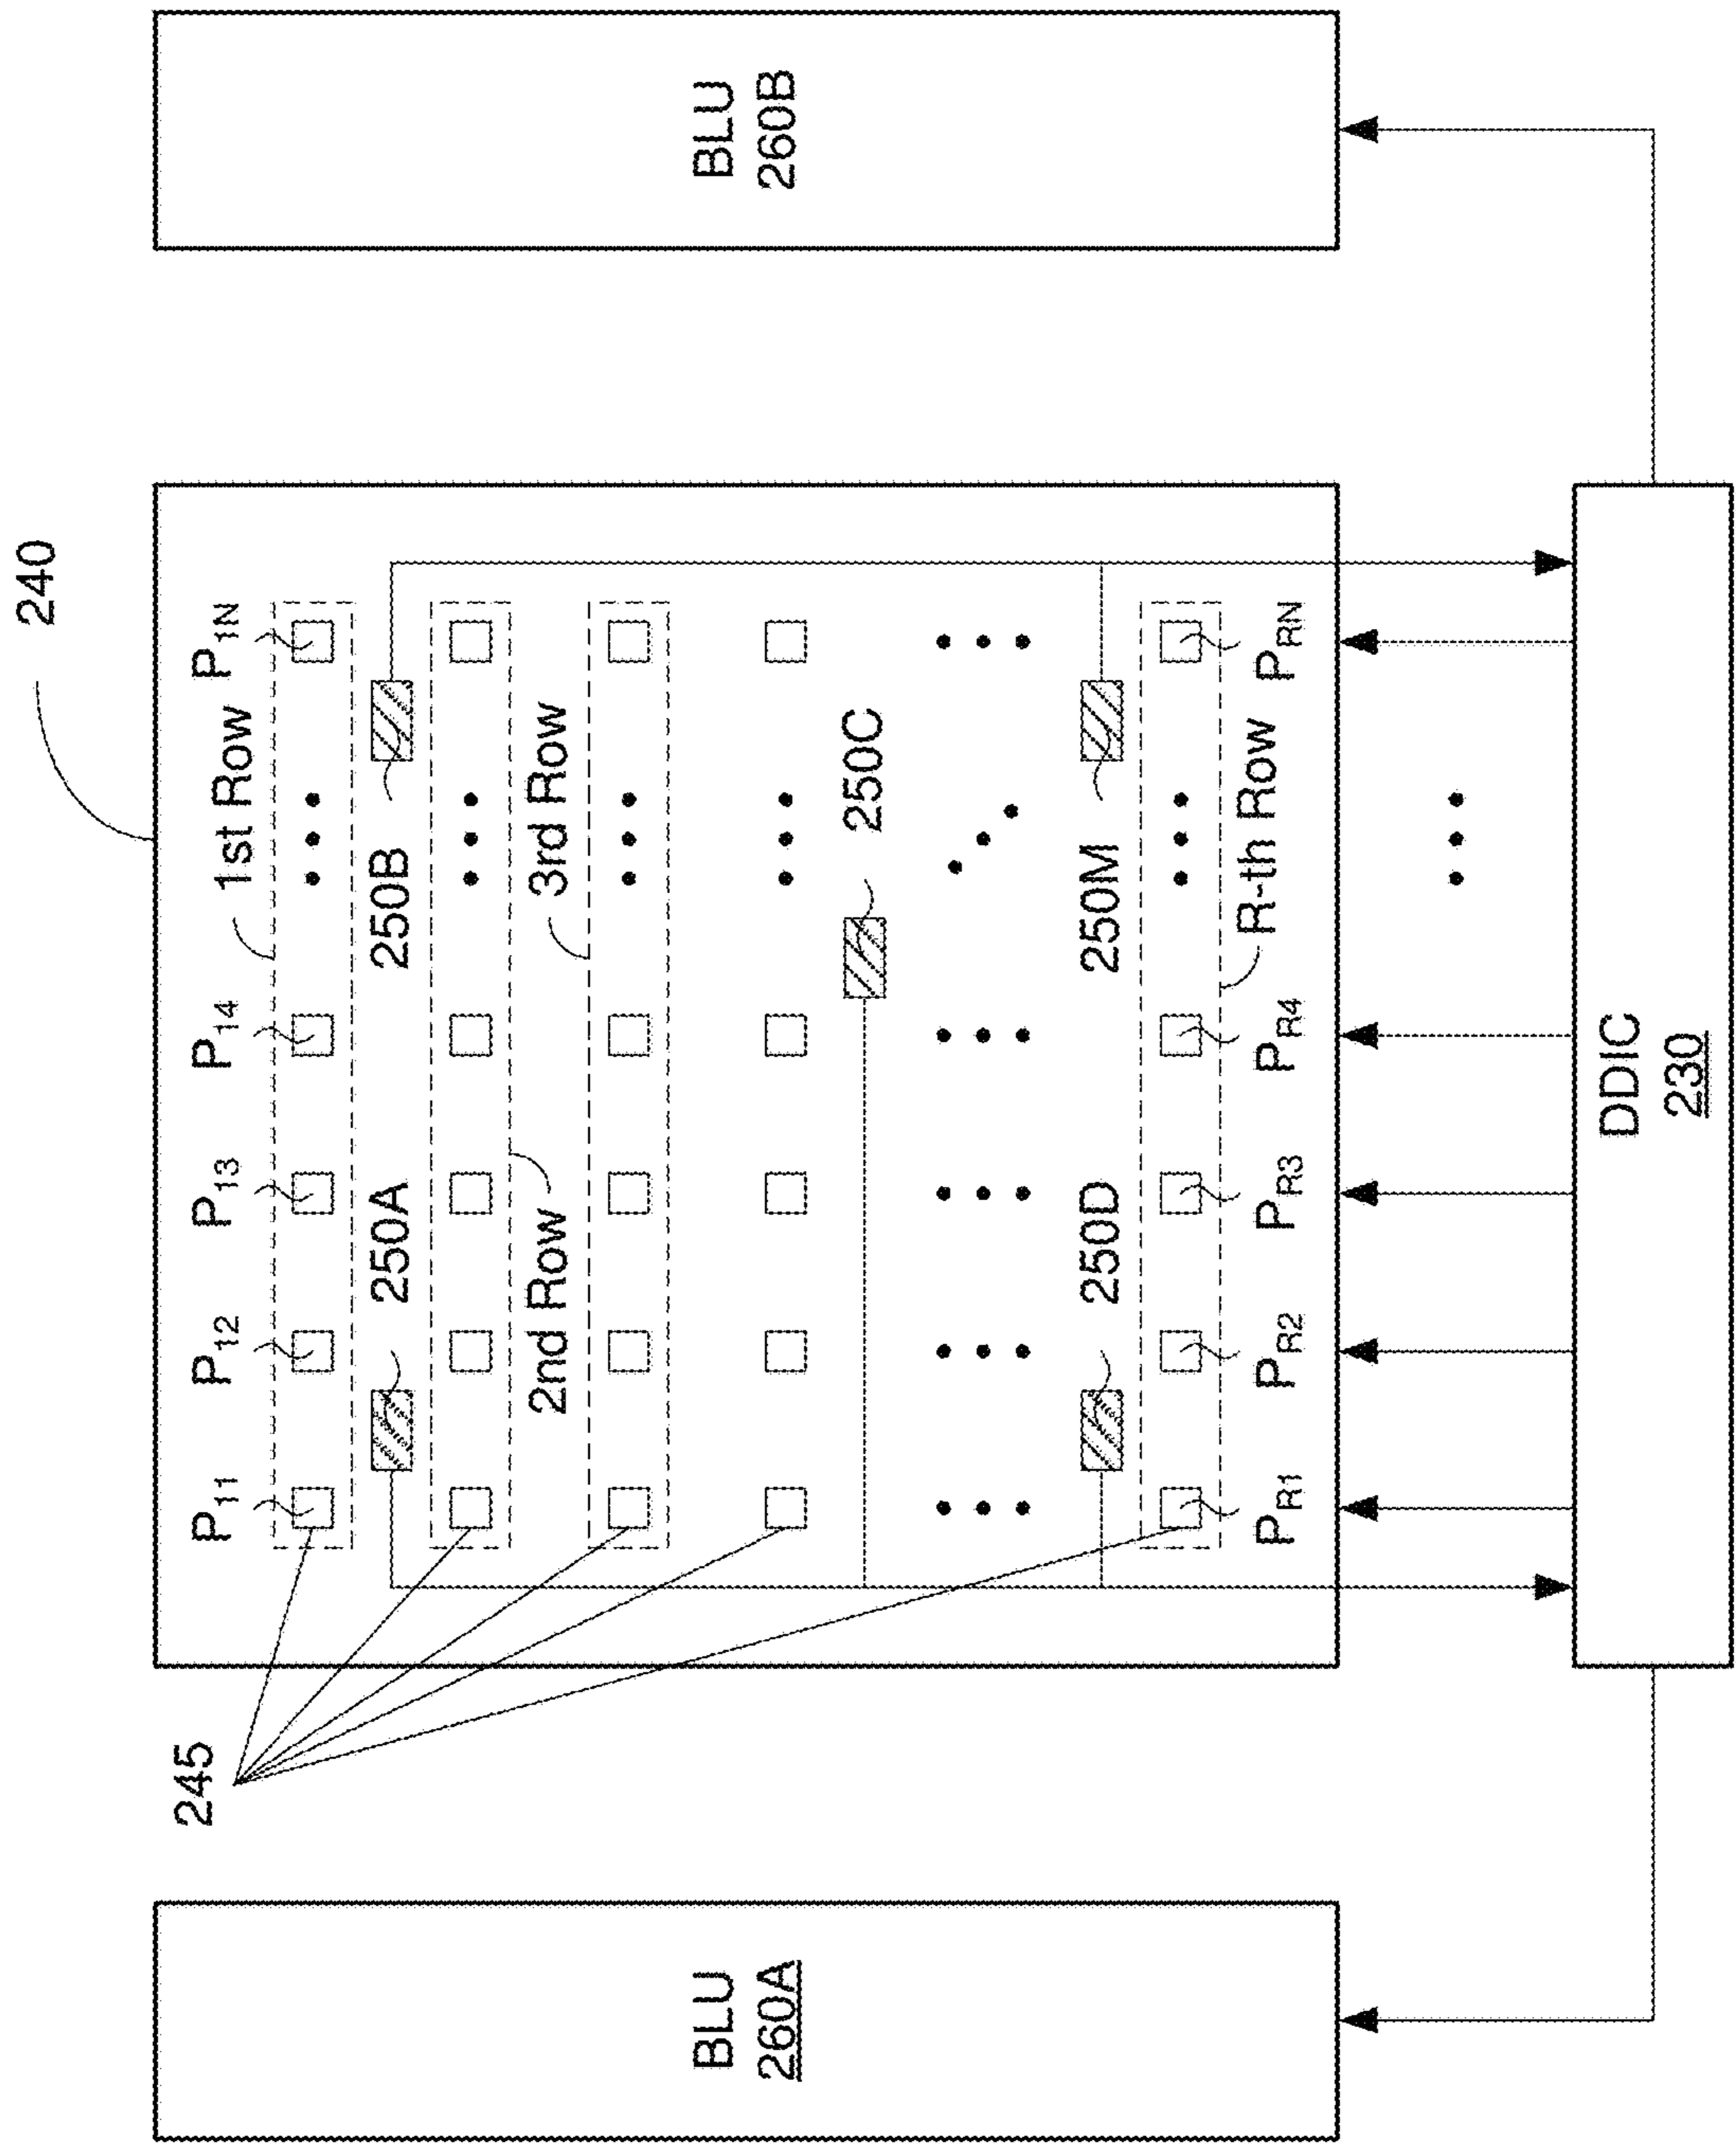 240
P11
P12
P13
P14
P1N
1st Row
245
250A
250B
2nd Row
3rd Row
250C
250D
250M
PR1
PR2
PR3
PR4
PRN
R-th Row
BLU
260A
BLU
260B
DDIC
230